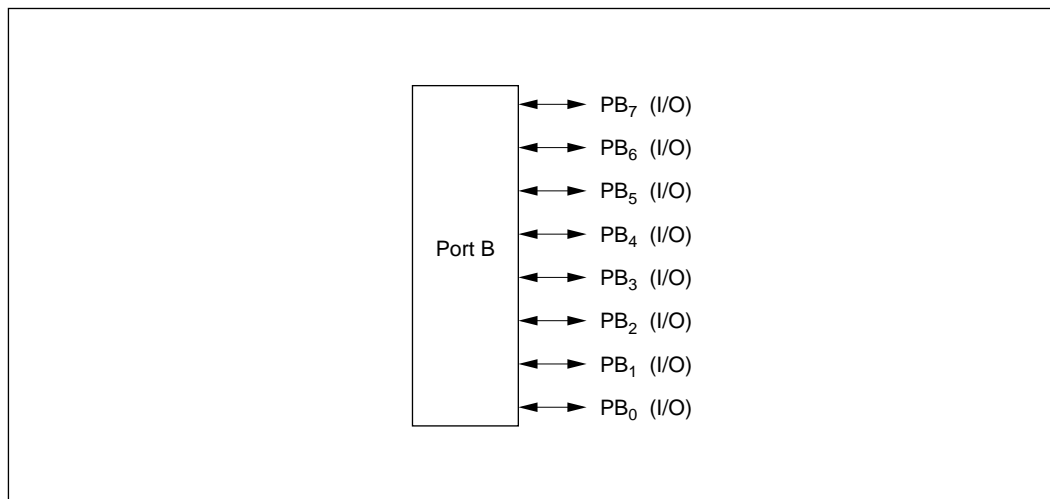 PB₇ (I/O)
PB₆ (I/O)
PB₅ (I/O)
PB₄ (I/O)
Port B
PB₃ (I/O)
PB₂ (I/O)
PB₁ (I/O)
PB₀ (I/O)